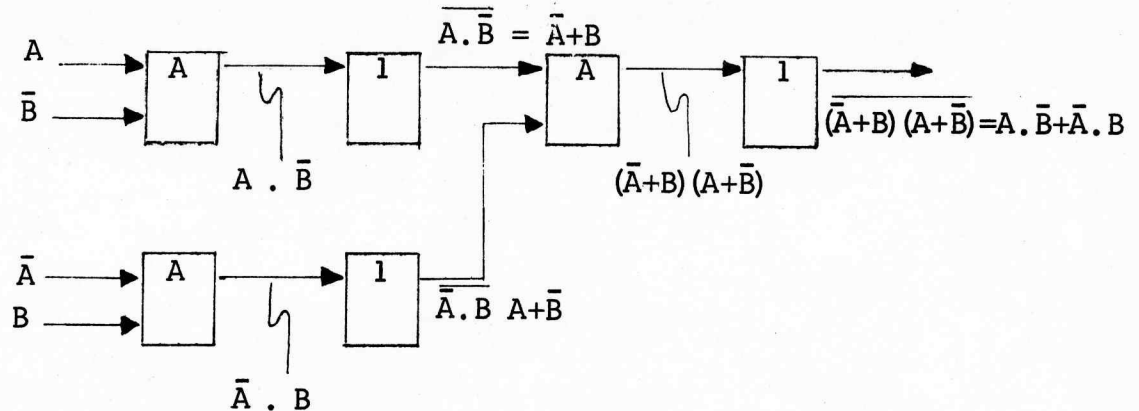 A̅.̅B̅̅ = A̅+B
A
A
1
A
1
B̅
(̅A̅̅+̅B̅)̅ ̅(̅A̅+̅B̅̅)̅=A.B̅+A̅.B
A . B̅
(A̅+B) (A+B̅)
A̅
A
1
B
A̅̅.̅B̅ A+B̅
A̅ . B